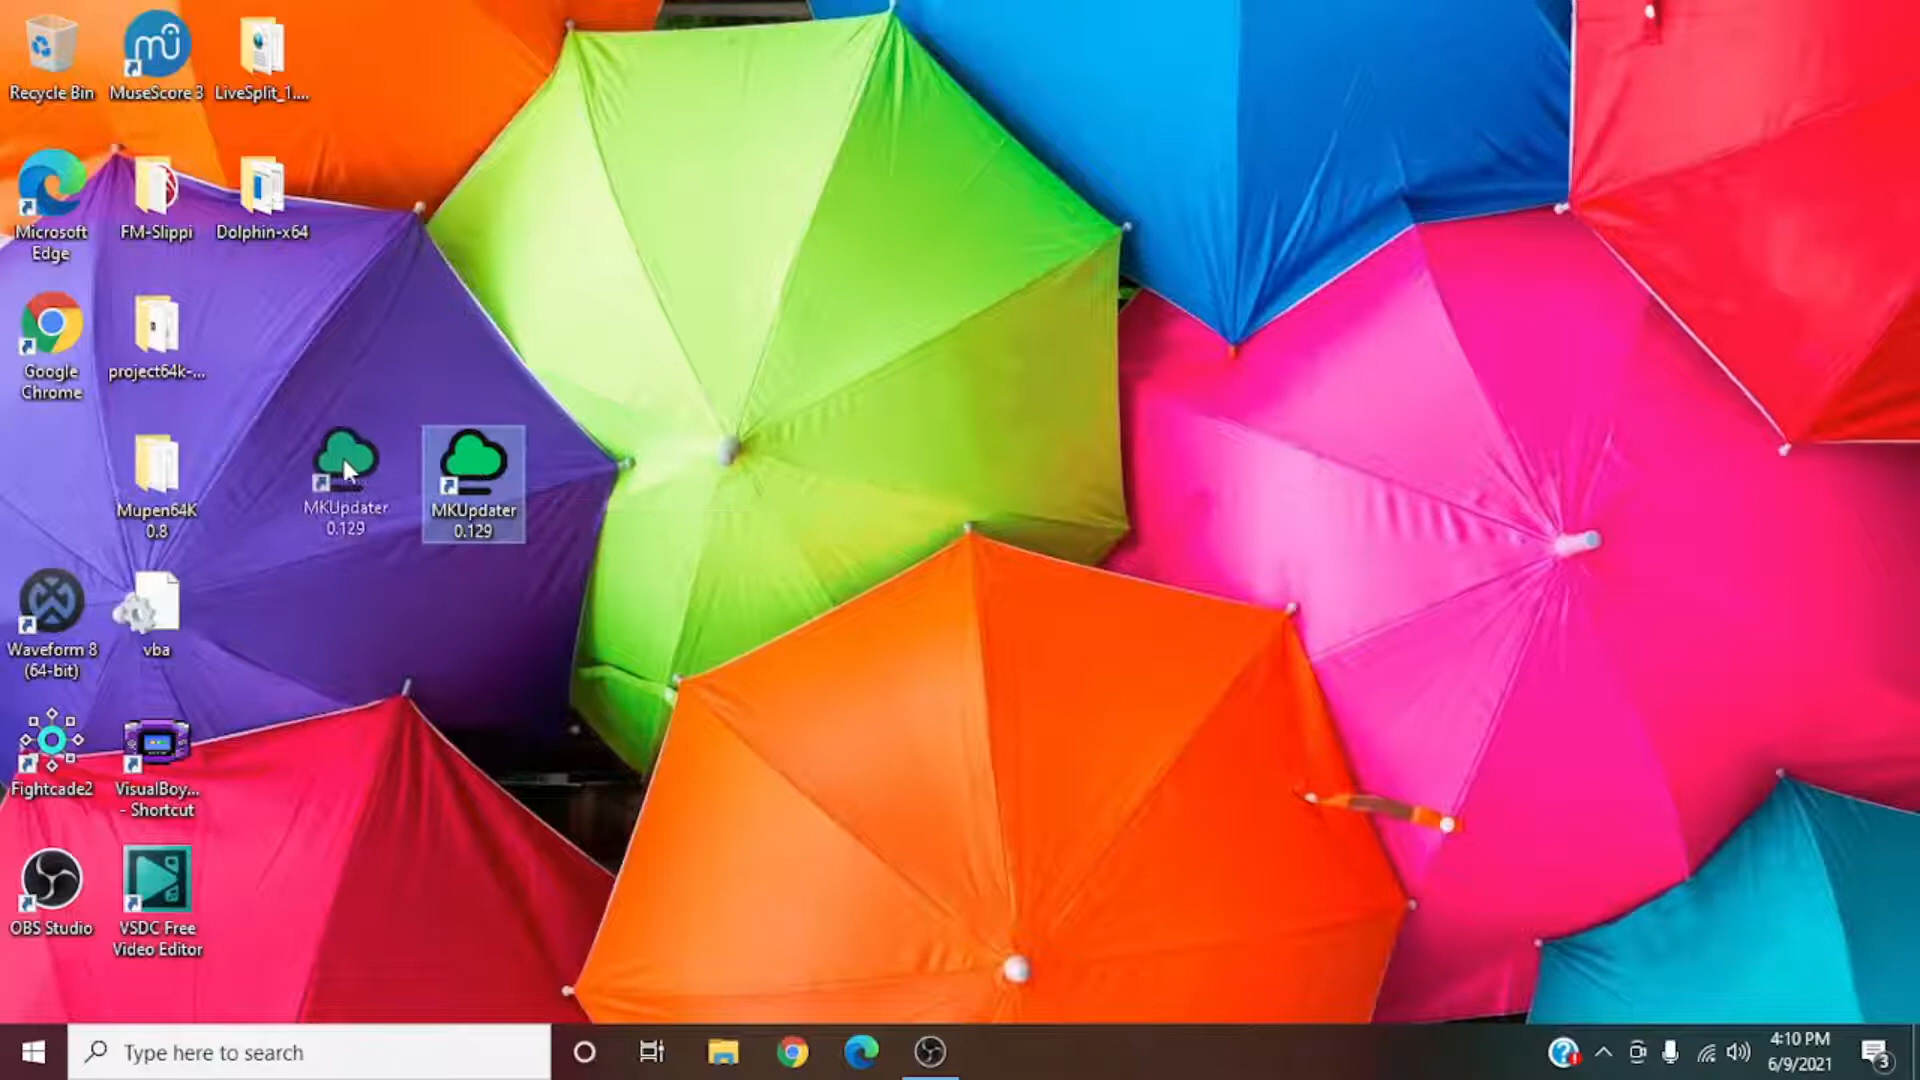 Recycle Bin
MuseScore 3
LiveSplit_1....
Microsoft
Edge
FM-Slippi
Dolphin-x64
Google
Chrome
project64k-...
Mupen64K
0.8
MKUpdater
0.129
MKUpdater
0.129
Waveform 8
(64-bit)
vba
Fightcade2
VisualBoy...
- Shortcut
OBS Studio
VSDC Free
Video Editor
Type here to search
4:10 PM
6/9/2021
3